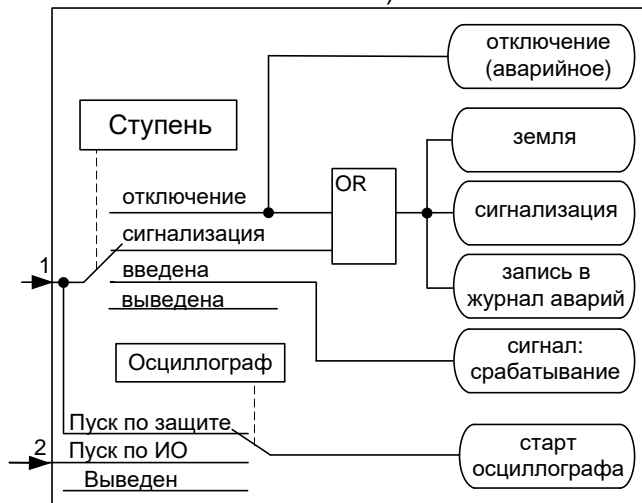 )
отключение
(аварийное)
Ступень
земля
OR
отключение
сигнализация
сигнализация
1
введена
выведена
запись в
журнал аварий
Осциллограф
сигнал:
срабатывание
Пуск по защите
2
Пуск по ИО
Выведен
старт
осциллографа